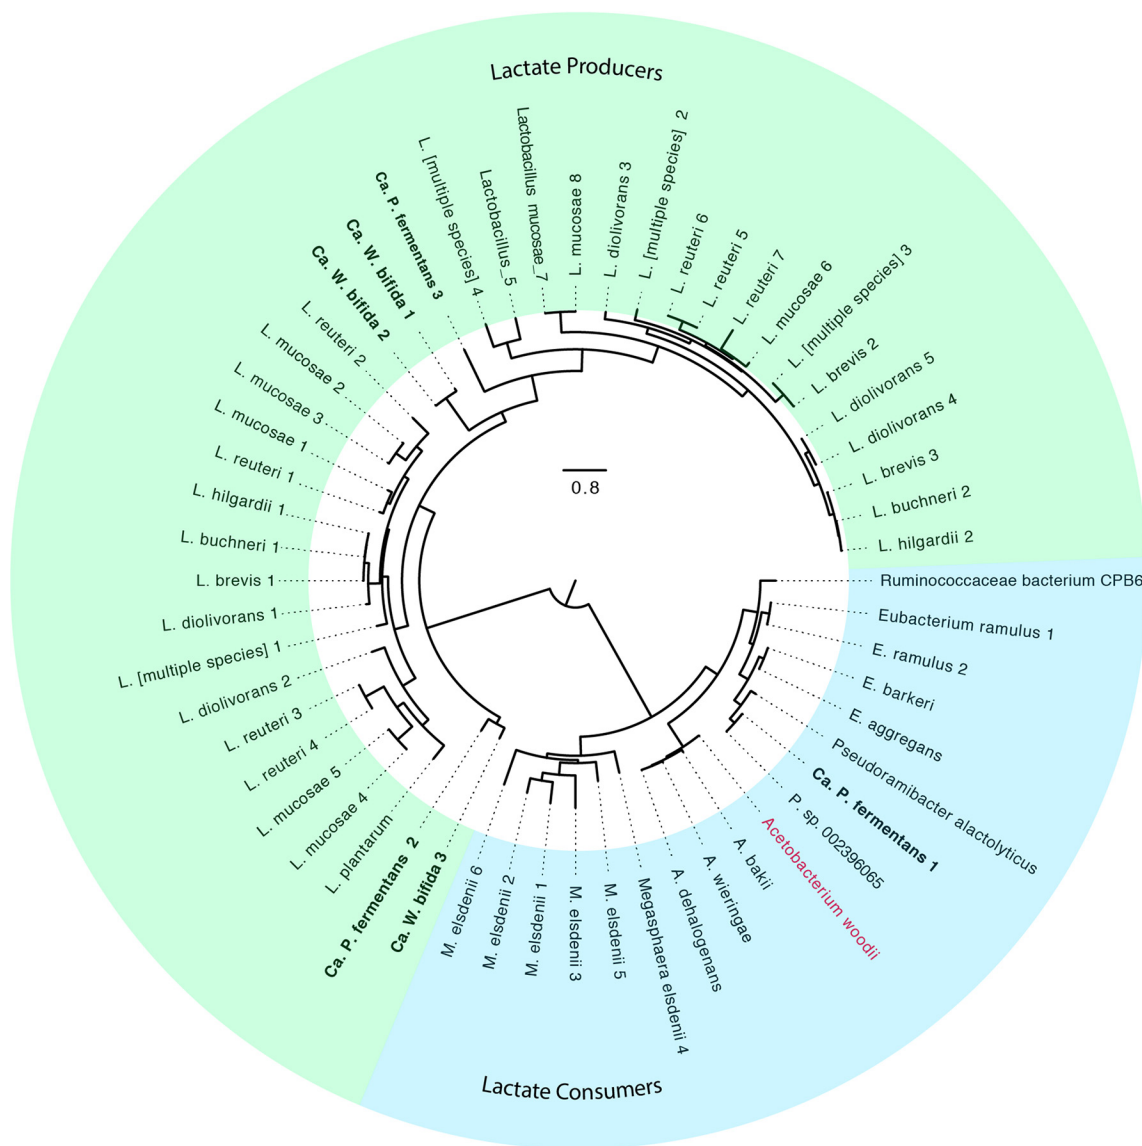 Lactate Producers
L. [multiple species] 2
Lactobacillus mucosae_7
L. diolivorans 3
L. mucosae 8
L. [multiple species] 4
Lactobacillus_5
Ca. P. fermentans 3
L. reuteri 6
L. reuteri 5
L. reuteri 7
L. mucosae 6
L. [multiple species] 3
L. brevis 2
L. diolivorans 5
L. diolivorans 4
L. brevis 3
L. buchneri 2
L. hilgardii 2
Ca. W. bifida 1
Ca. W. bifida 2
L. reuteri 2
L. mucosae 2
L. mucosae 3
L. mucosae 1
L. reuteri 1
L. hilgardii 1
L. buchneri 1
L. brevis 1
L. diolivorans 1
L. [multiple species] 1
L. diolivorans 2
L. reuteri 3
L. reuteri 4
L. mucosae 5
L. mucosae 4
L. plantarum
Ca. P. fermentans 2
Ca. W. bifida 3
0.8
Ruminococcaceae bacterium CPB6
Eubacterium ramulus 1
E. ramulus 2
E. barkeri
E. aggregans
Pseudoramibacter alactolyticus
Ca. P. fermentans 1
P. sp. 002396065
Acetobacterium woodii
A. bakii
A. wieringae
A. dehalogenans
Megasphaera elsdenii 4
M. elsdenii 5
M. elsdenii 3
M. elsdenii 1
M. elsdenii 2
M. elsdenii 6
Lactate Consumers